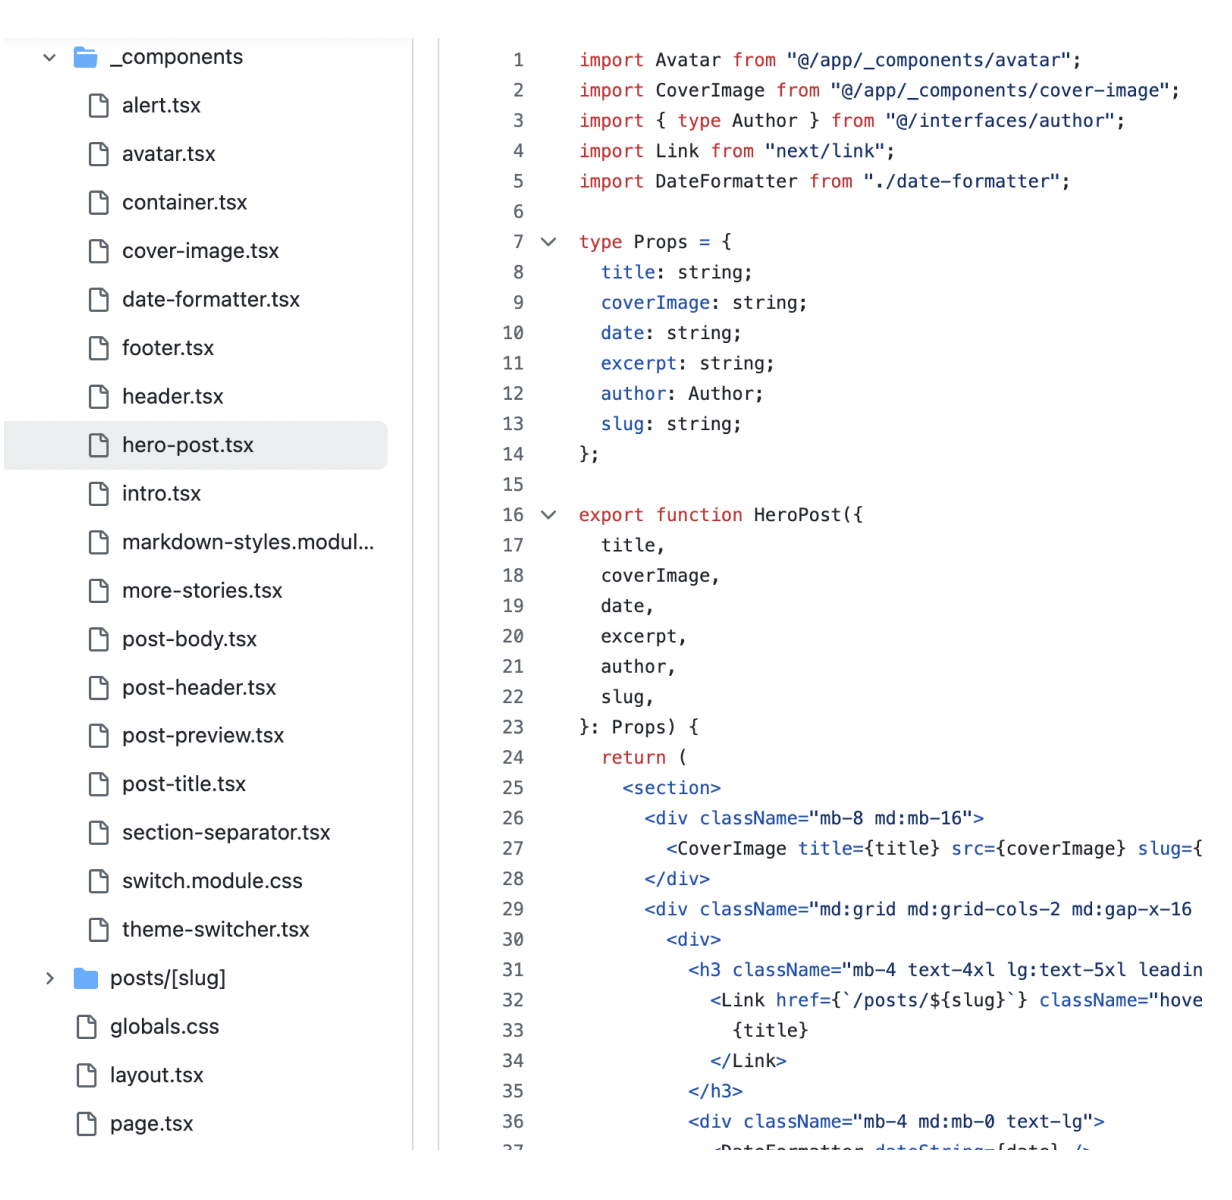 _components
alert.tsx
avatar.tsx
container.tsx
cover-image.tsx
date-formatter.tsx
footer.tsx
header.tsx
hero-post.tsx
intro.tsx
markdown-styles.modul...
more-stories.tsx
post-body.tsx
post-header.tsx
post-preview.tsx
post-title.tsx
section-separator.tsx
switch.module.css
theme-switcher.tsx
posts/[slug]
globals.css
layout.tsx
page.tsx
1 import Avatar from "@/app/_components/avatar";
2 import CoverImage from "@/app/_components/cover-image";
3 import { type Author } from "@/interfaces/author";
4 import Link from "next/link";
5 import DateFormatter from "./date-formatter";
6
7 type Props = {
8   title: string;
9   coverImage: string;
10   date: string;
11   excerpt: string;
12   author: Author;
13   slug: string;
14 };
15
16 export function HeroPost({
17   title,
18   coverImage,
19   date,
20   excerpt,
21   author,
22   slug,
23 }: Props) {
24   return (
25     <section>
26       <div className="mb-8 md:mb-16">
27         <CoverImage title={title} src={coverImage} slug={
28       </div>
29       <div className="md:grid md:grid-cols-2 md:gap-x-16
30         <div>
31           <h3 className="mb-4 text-4xl lg:text-5xl leadin
32             <Link href={`/posts/${slug}`} className="hove
33               {title}
34             </Link>
35           </h3>
36           <div className="mb-4 md:mb-0 text-lg">
37             <DateFormatter dateString={date} />